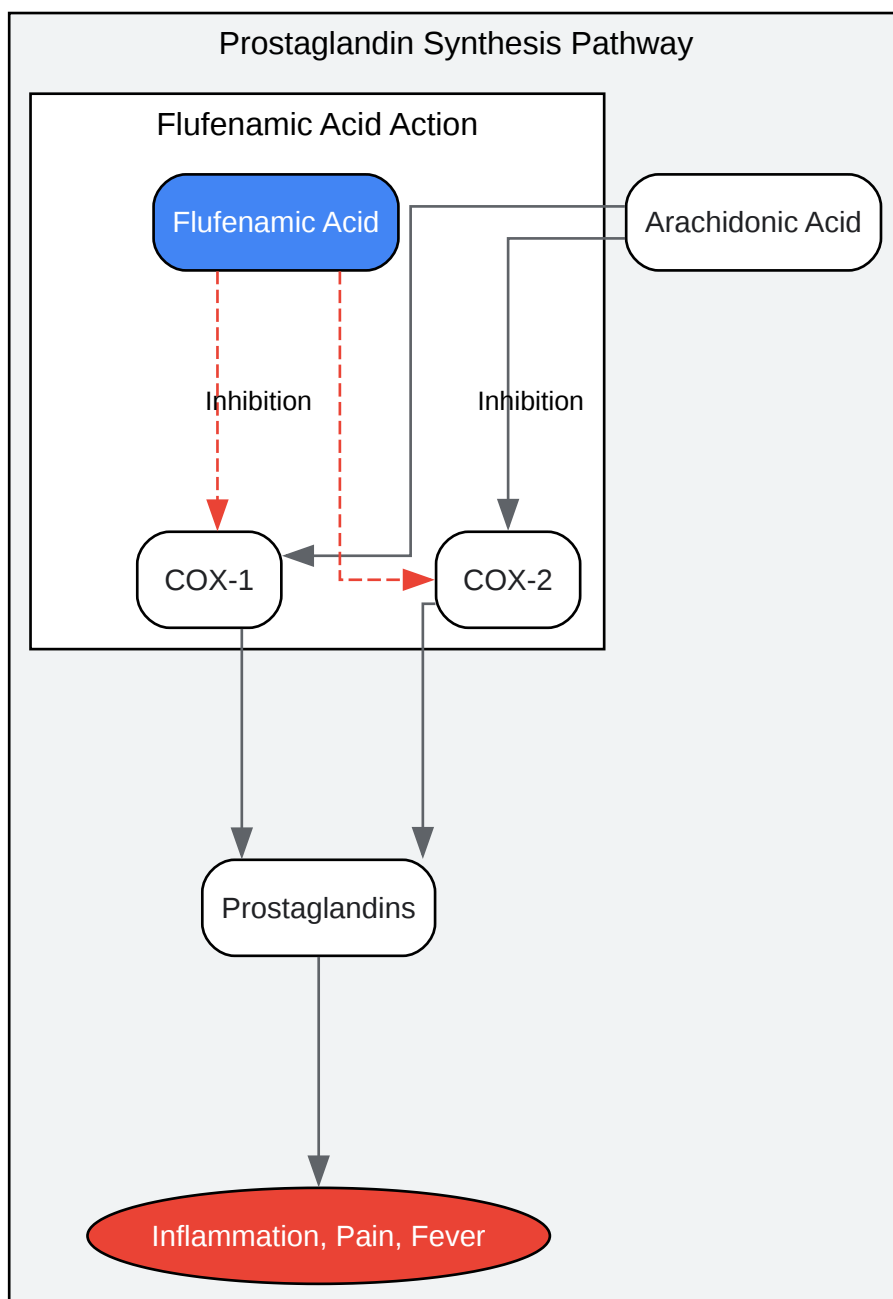 Prostaglandin Synthesis Pathway
Flufenamic Acid Action
Flufenamic Acid
Arachidonic Acid
Inhibition
Inhibition
COX-1
COX-2
Prostaglandins
Inflammation, Pain, Fever